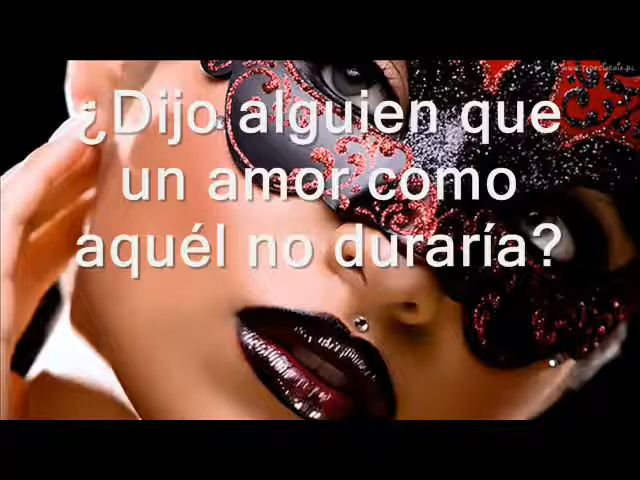 ¿Dijo alguien que
un amor como
aquél no duraría?